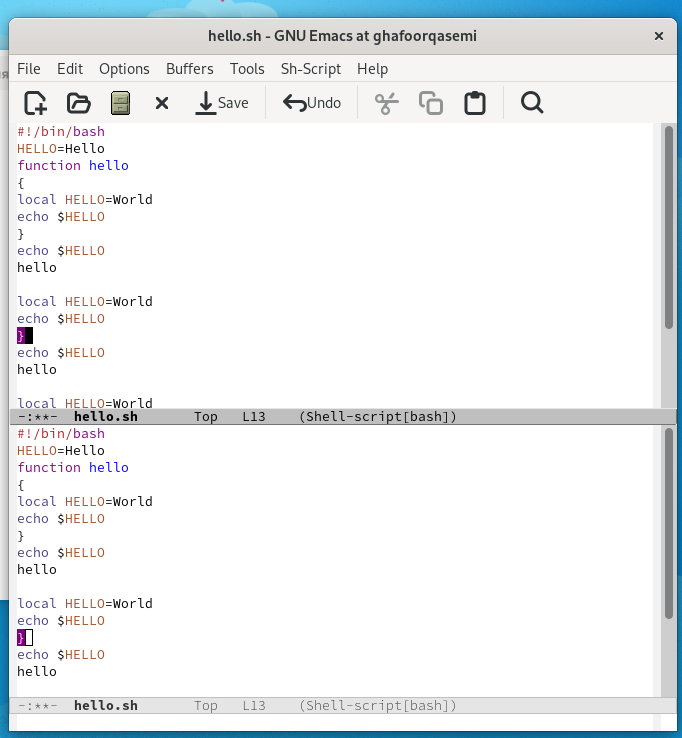 hello.sh - GNU Emacs at ghafoorqasemi ×
File Edit Options Buffers Tools Sh-Script Help
Save Undo
#!/bin/bash
HELLO=Hello
function hello
{
local HELLO=World
echo $HELLO
}
echo $HELLO
hello
local HELLO=World
echo $HELLO
}
echo $HELLO
hello
local HELLO=World
-:**- hello.sh Top L13 (Shell-script[bash])
#!/bin/bash
HELLO=Hello
function hello
{
local HELLO=World
echo $HELLO
}
echo $HELLO
hello
local HELLO=World
echo $HELLO
}
echo $HELLO
hello
-:**- hello.sh Top L13 (Shell-script[bash])